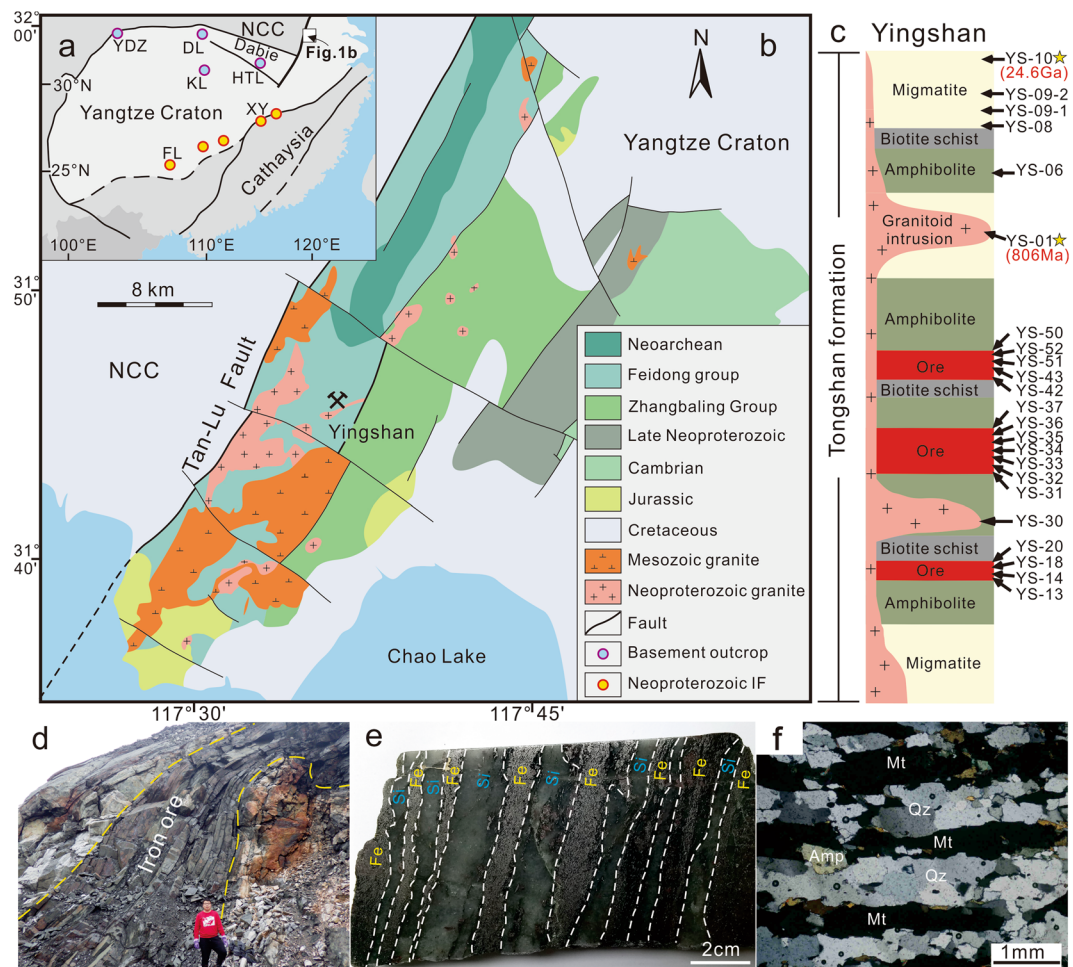 a
NCC
YDZ
DL
Dabie
Fig.1b
KL
HTL
30°N
Yangtze Craton
XY
FL
25°N
Cathaysia
100°E
110°E
120°E
32°
00'
31°
50'
31°
40'
117°30'
117°45'
b
N
Yangtze Craton
8 km
NCC
Tan-Lu Fault
Yingshan
Chao Lake
Neoarchean
Feidong group
Zhangbaling Group
Late Neoproterozoic
Cambrian
Jurassic
Cretaceous
Mesozoic granite
Neoproterozoic granite
Fault
Basement outcrop
Neoproterozoic IF
c
Yingshan
Tongshan formation
Migmatite
Biotite schist
Amphibolite
Granitoid
intrusion
Amphibolite
Ore
Biotite schist
Ore
Biotite schist
Ore
Amphibolite
Migmatite
YS-10
(24.6Ga)
YS-09-2
YS-09-1
YS-08
YS-06
YS-01
(806Ma)
YS-50
YS-52
YS-51
YS-43
YS-42
YS-37
YS-36
YS-35
YS-34
YS-33
YS-32
YS-31
YS-30
YS-20
YS-18
YS-14
YS-13
d
Iron ore
e
Fe
Si
Fe
Si
Fe
Si
Fe
Si
Fe
Si
Fe
Fe
Si
Fe
2cm
f
Mt
Qz
Mt
Amp
Qz
Mt
1mm